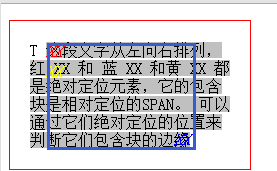 T 这段文字从左向右排列，
红 XX 和 蓝 XX 和黄 XX 都
是绝对定位元素，它的包含
块是相对定位的SPAN。 可以
通过它们绝对定位的位置来
判断它们包含块的边缘